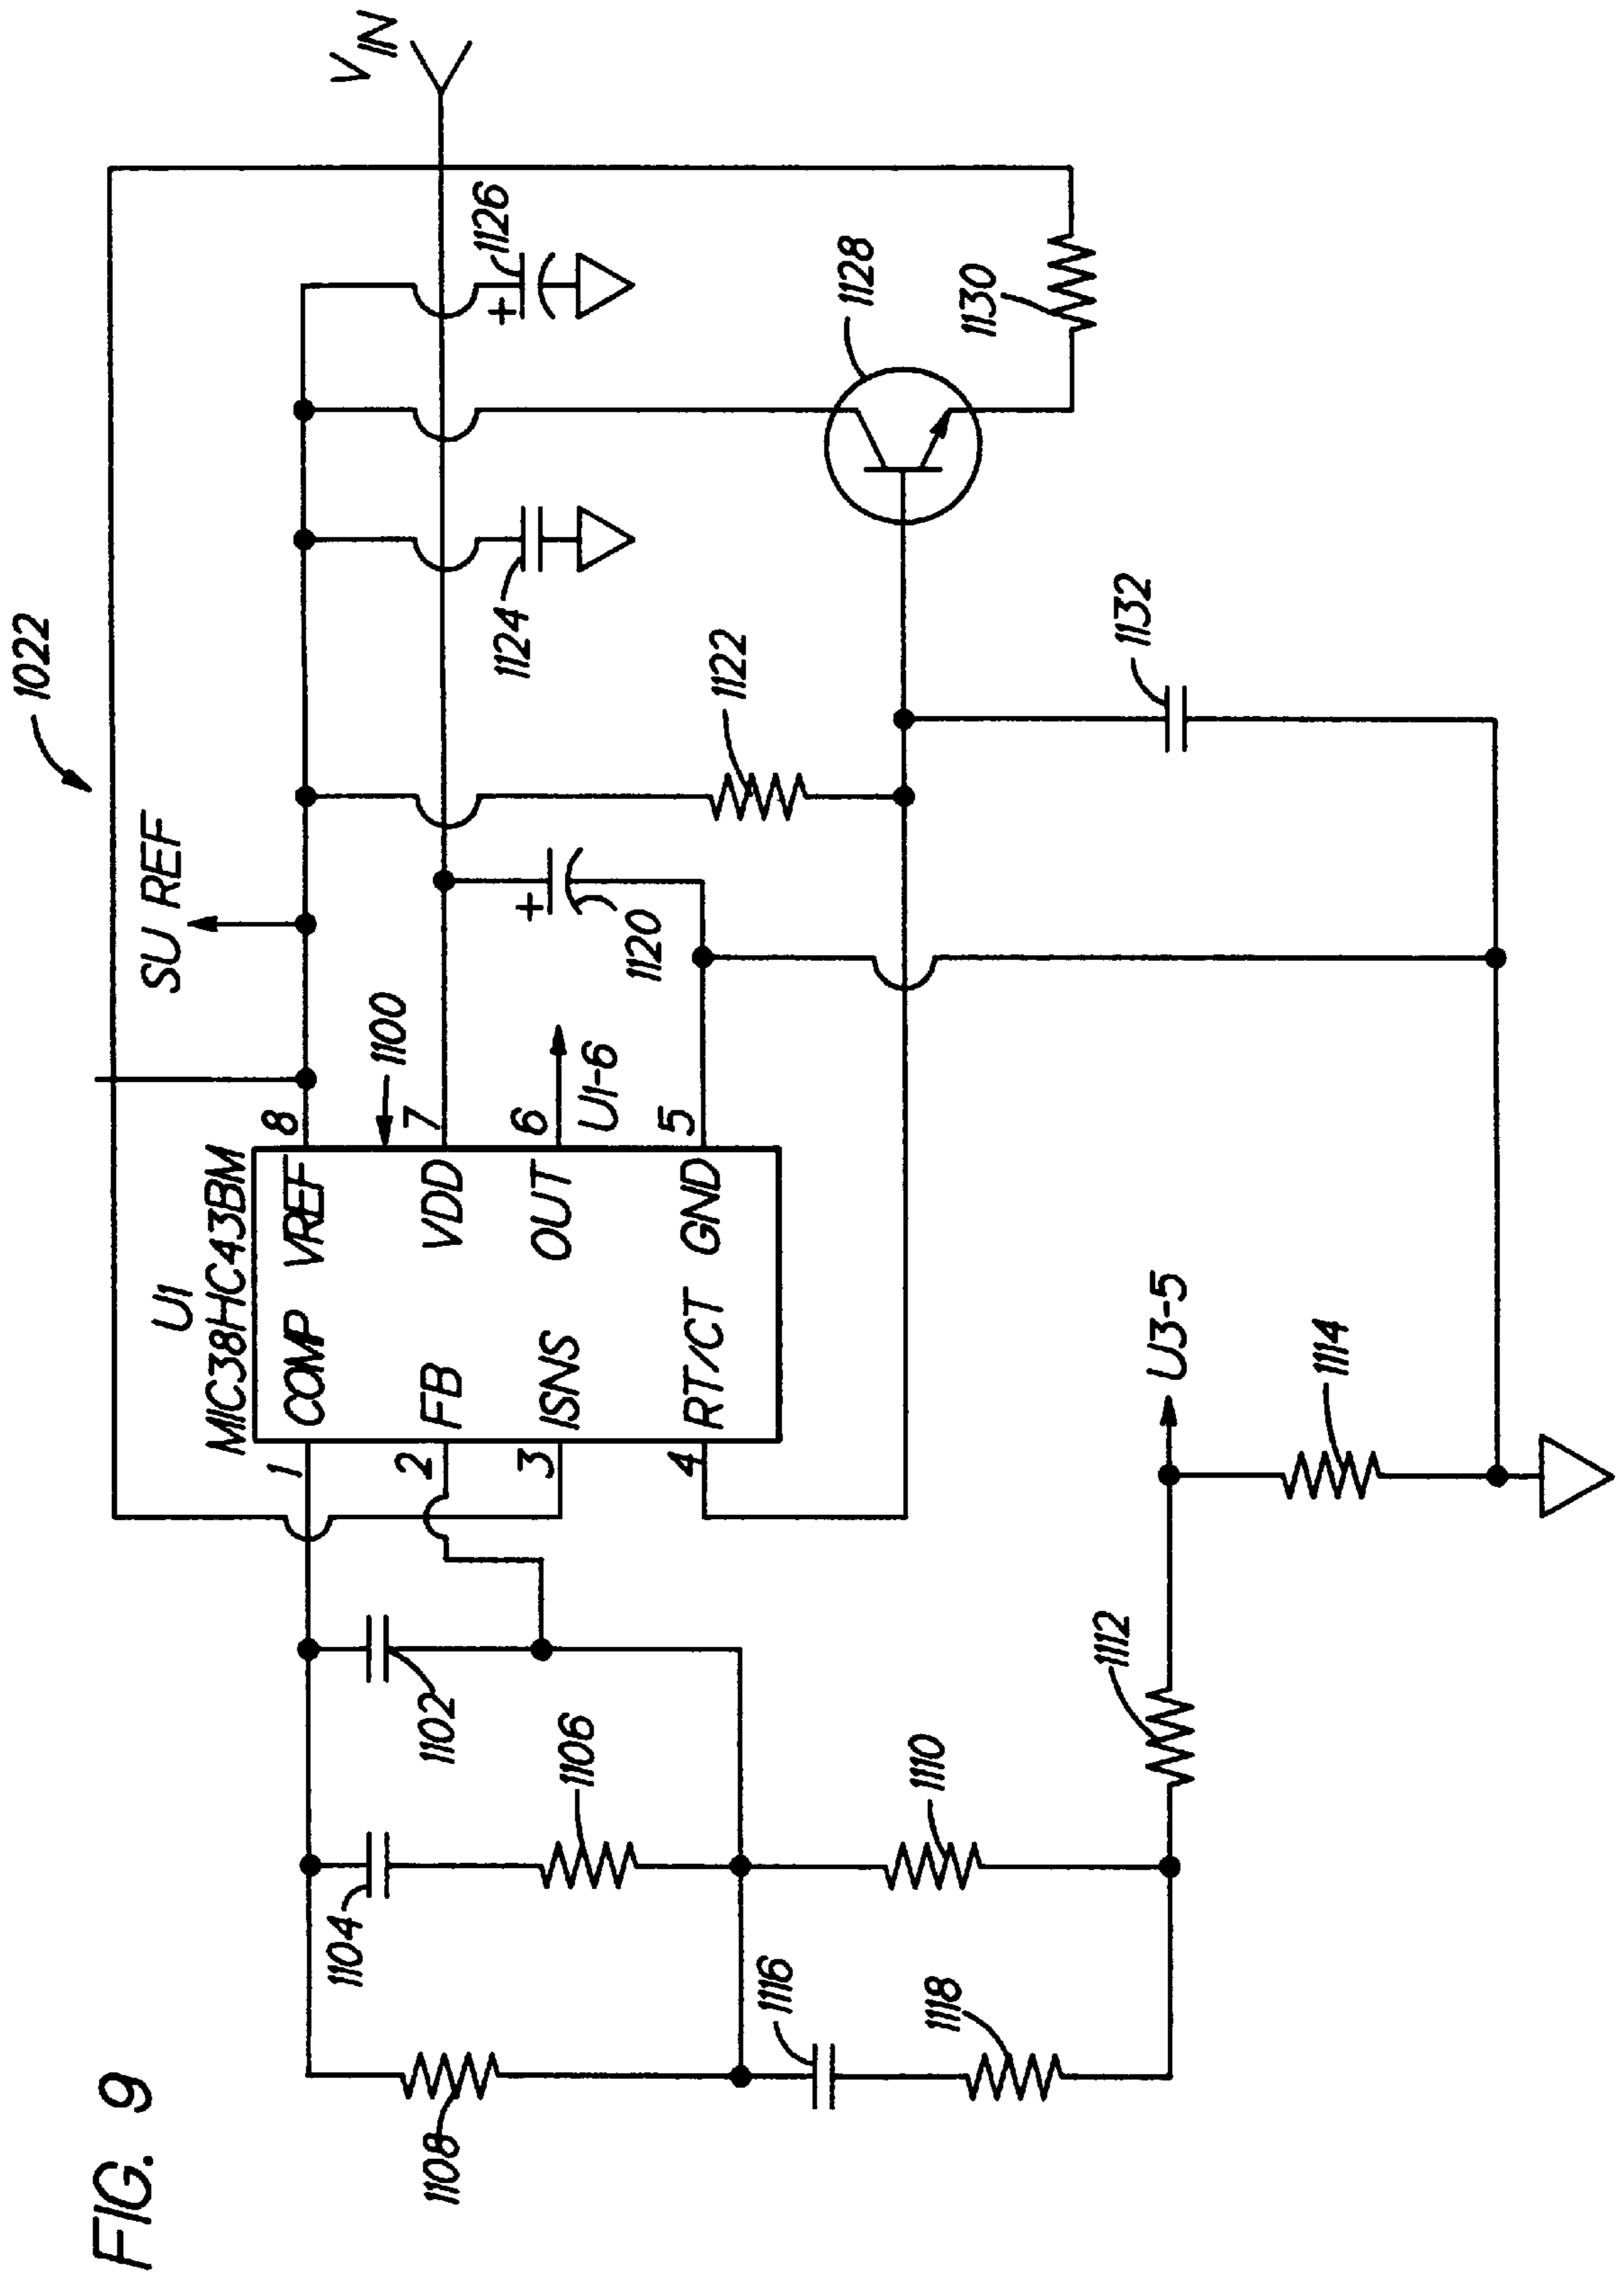 FIG. 9
1022
SU REF
VIN
U1
MIC38HC43BM
1100
COMP VREF
FB VDD
ISNS OUT
RT/CT GND
1
2
3
4
8
7
6
5
U1-6
1108
1104
1106
1102
1116
1118
1110
1112
U3-5
1114
1120
1122
1124
1126
1128
1130
1132
+
+